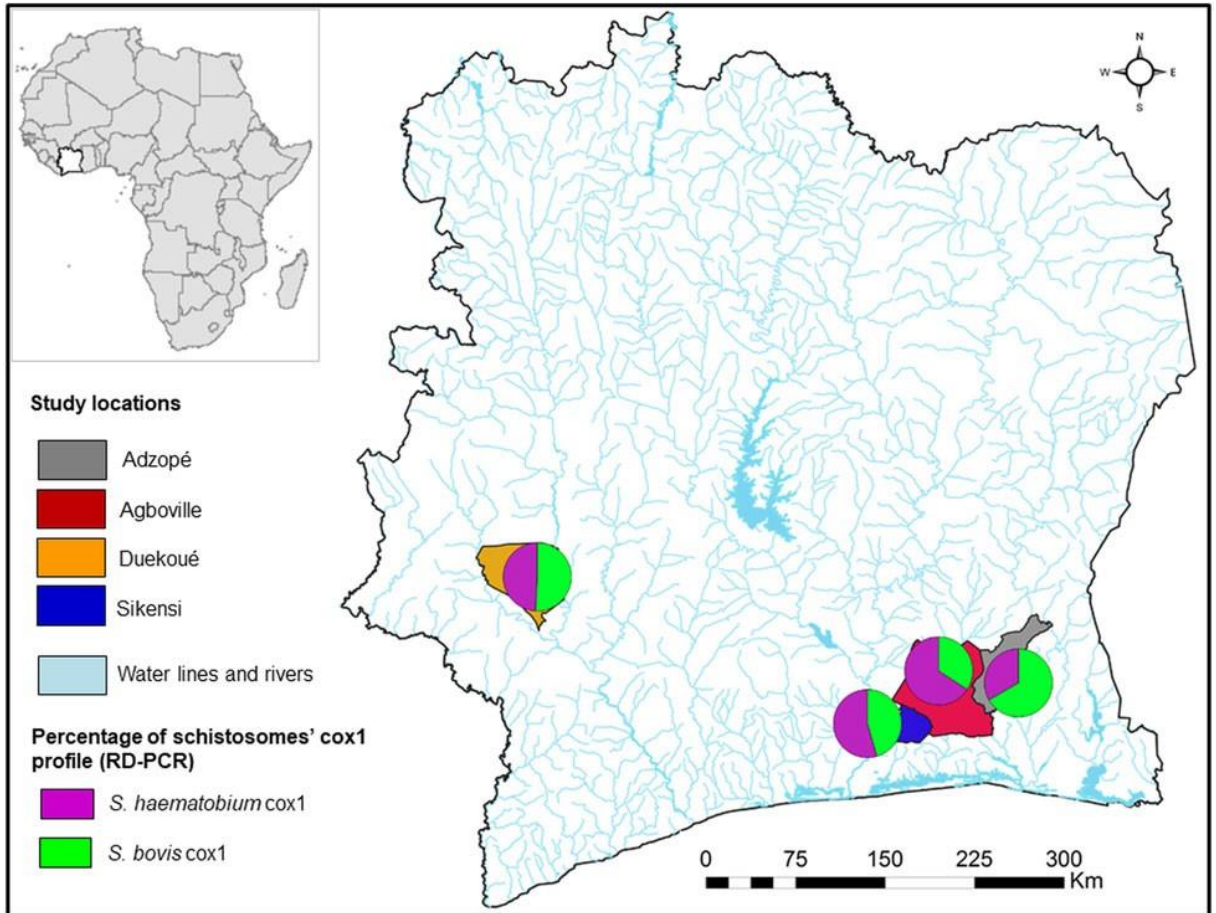 N
W
E
S
Study locations
Adzopé
Agboville
Duekoué
Sikensi
Water lines and rivers
Percentage of schistosomes’ cox1
profile (RD-PCR)
S. haematobium cox1
S. bovis cox1
0 75 150 225 300
Km